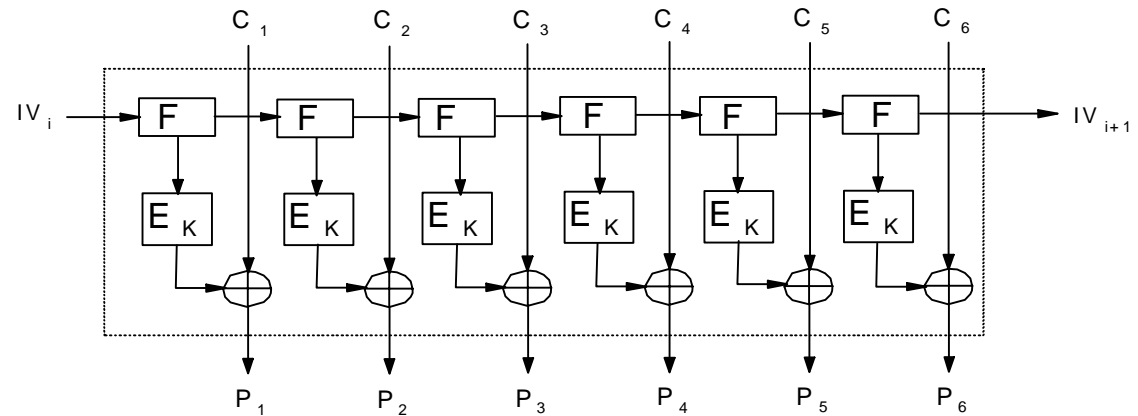 C 1 C 2 C 3 C 4 C 5 C 6
IV i F F F F F F IV i+1
E K E K E K E K E K E K
P 1 P 2 P 3 P 4 P 5 P 6